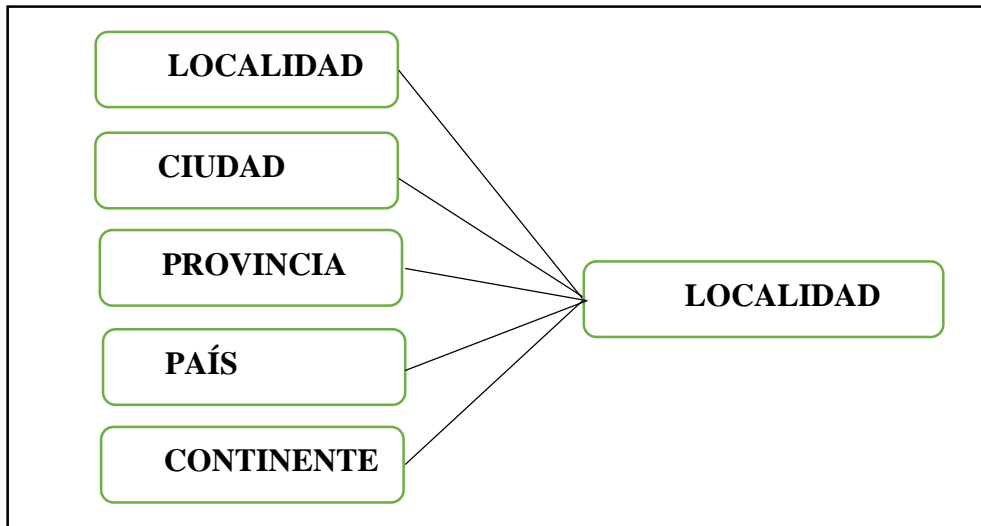 LOCALIDAD
CIUDAD
PROVINCIA
PAÍS
CONTINENTE
LOCALIDAD